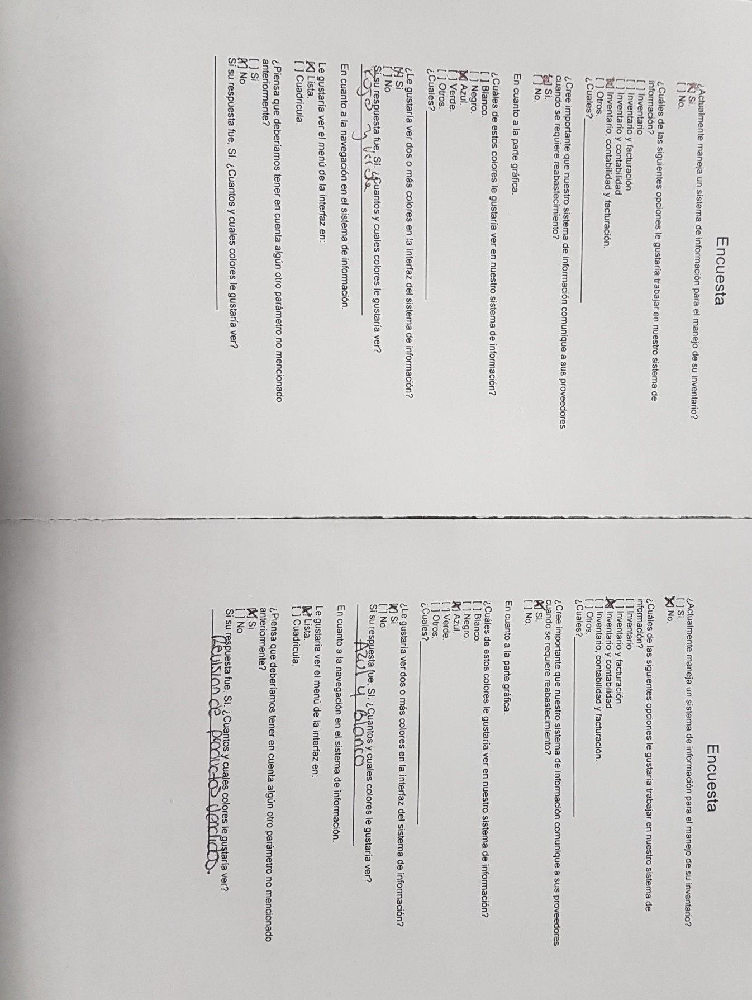 Encuesta
¿Actualmente maneja un sistema de información para el manejo de su inventario?
[X] Si.
[ ] No.
¿Cuáles de las siguientes opciones le gustaría trabajar en nuestro sistema de
información?
[ ] Inventario
[ ] Inventario y facturación
[ ] Inventario y contabilidad
[X] Inventario, contabilidad y facturación.
[ ] Otros.
¿Cuales?
¿Cree importante que nuestro sistema de información comunique a sus proveedores
cuando se requiere reabastecimiento?
[X] Si.
[ ] No.
En cuanto a la parte gráfica.
¿Cuáles de estos colores le gustaría ver en nuestro sistema de información?
[ ] Blanco.
[ ] Negro.
[X] Azul.
[ ] Verde.
[ ] Otros.
¿Cuales?
¿Le gustaría ver dos o más colores en la interfaz del sistema de información?
[X] Si
[ ] No
Si su respuesta fue, SI. ¿Cuantos y cuales colores le gustaría ver?
Rojo y Verde
En cuanto a la navegación en el sistema de información.
Le gustaría ver el menú de la interfaz en:
[X] Lista.
[ ] Cuadricula.
¿Piensa que deberíamos tener en cuenta algún otro parámetro no mencionado
anteriormente?
[ ] Si
[X] No
Si su respuesta fue, SI. ¿Cuantos y cuales colores le gustaría ver?
Encuesta
¿Actualmente maneja un sistema de información para el manejo de su inventario?
[ ] Si.
[X] No.
¿Cuáles de las siguientes opciones le gustaría trabajar en nuestro sistema de
información?
[ ] Inventario
[ ] Inventario y facturación
[X] Inventario y contabilidad
[ ] Inventario, contabilidad y facturación.
[ ] Otros.
¿Cuales?
¿Cree importante que nuestro sistema de información comunique a sus proveedores
cuando se requiere reabastecimiento?
[X] Si.
[ ] No.
En cuanto a la parte gráfica.
¿Cuáles de estos colores le gustaría ver en nuestro sistema de información?
[ ] Blanco.
[ ] Negro.
[X] Azul.
[ ] Verde.
[ ] Otros.
¿Cuales?
¿Le gustaría ver dos o más colores en la interfaz del sistema de información?
[X] Si
[ ] No
Si su respuesta fue, SI. ¿Cuantos y cuales colores le gustaría ver?
Azul y Blanco
En cuanto a la navegación en el sistema de información.
Le gustaría ver el menú de la interfaz en:
[X] Lista.
[ ] Cuadricula.
¿Piensa que deberíamos tener en cuenta algún otro parámetro no mencionado
anteriormente?
[X] Si
[ ] No
Si su respuesta fue, SI. ¿Cuantos y cuales colores le gustaría ver?
Revision de producto vendido.